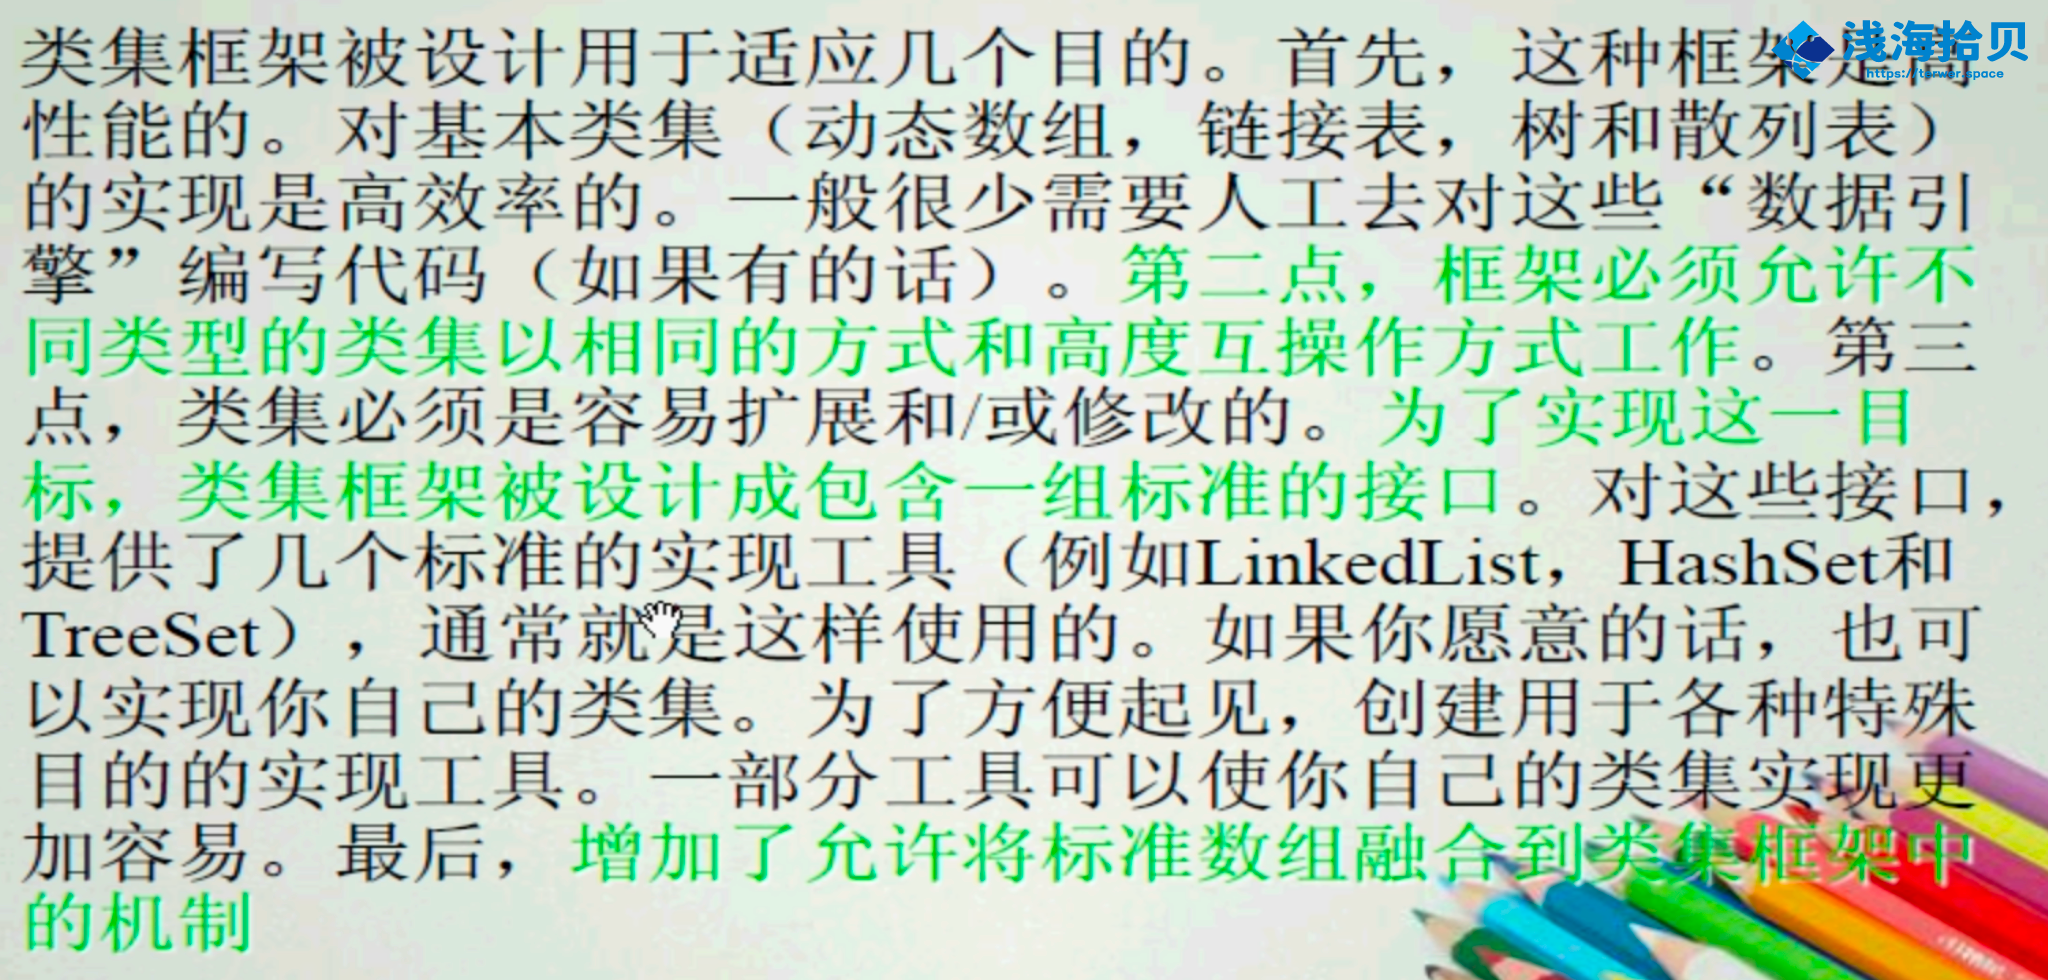 类集框架被设计用于适应几个目的。首先，这种框架是高
浅海拾贝
https://terwer.space
性能的。对基本类集（动态数组，链接表，树和散列表）
的实现是高效率的。一般很少需要人工去对这些“数据引
擎”编写代码（如果有的话）。第二点，框架必须允许不
同类型的类集以相同的方式和高度互操作方式工作。第三
点，类集必须是容易扩展和/或修改的。为了实现这一目
标，类集框架被设计成包含一组标准的接口。对这些接口，
提供了几个标准的实现工具（例如LinkedList，HashSet和
TreeSet），通常就是这样使用的。如果你愿意的话，也可
以实现你自己的类集。为了方便起见，创建用于各种特殊
目的的实现工具。一部分工具可以使你自己的类集实现更
加容易。最后，增加了允许将标准数组融合到类集框架中
的机制